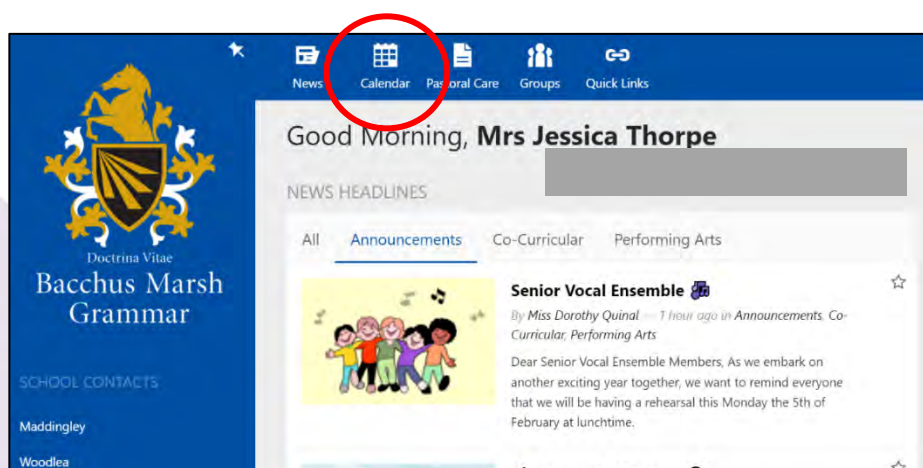 News
Calendar
Pastoral Care
Groups
Quick Links
Doctrina Vitae
Bacchus Marsh
Grammar
SCHOOL CONTACTS
Maddingley
Woodlea
Good Morning, Mrs Jessica Thorpe
NEWS HEADLINES
All
Announcements
Co-Curricular
Performing Arts
Senior Vocal Ensemble
By Miss Dorothy Quinal — 1 hour ago in Announcements, Co-
Curricular, Performing Arts
Dear Senior Vocal Ensemble Members, As we embark on
another exciting year together, we want to remind everyone
that we will be having a rehearsal this Monday the 5th of
February at lunchtime.